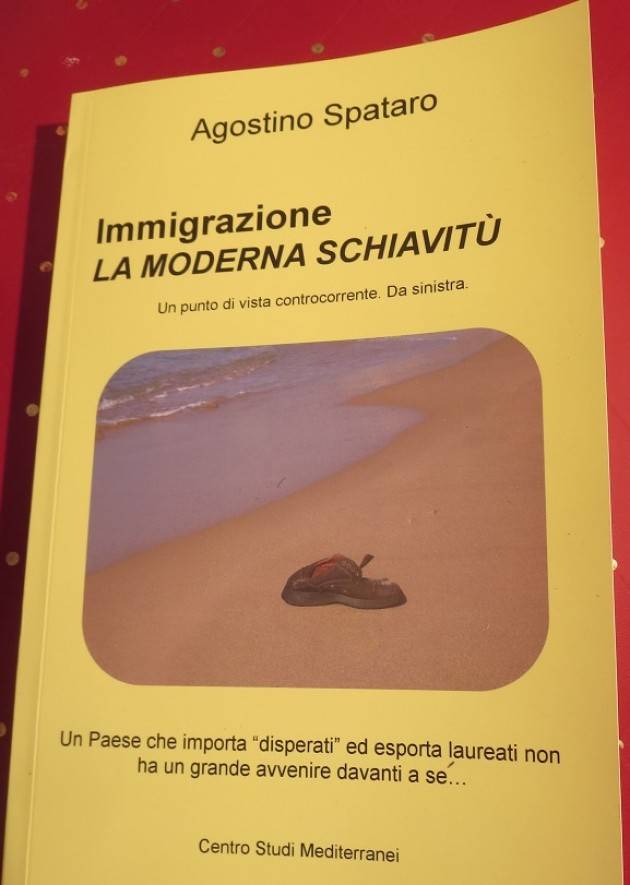 Agostino Spataro
Immigrazione
LA MODERNA SCHIAVITÙ
Un punto di vista controcorrente. Da sinistra.
Un Paese che importa “disperati” ed esporta laureati non
ha un grande avvenire davanti a sé...
Centro Studi Mediterranei